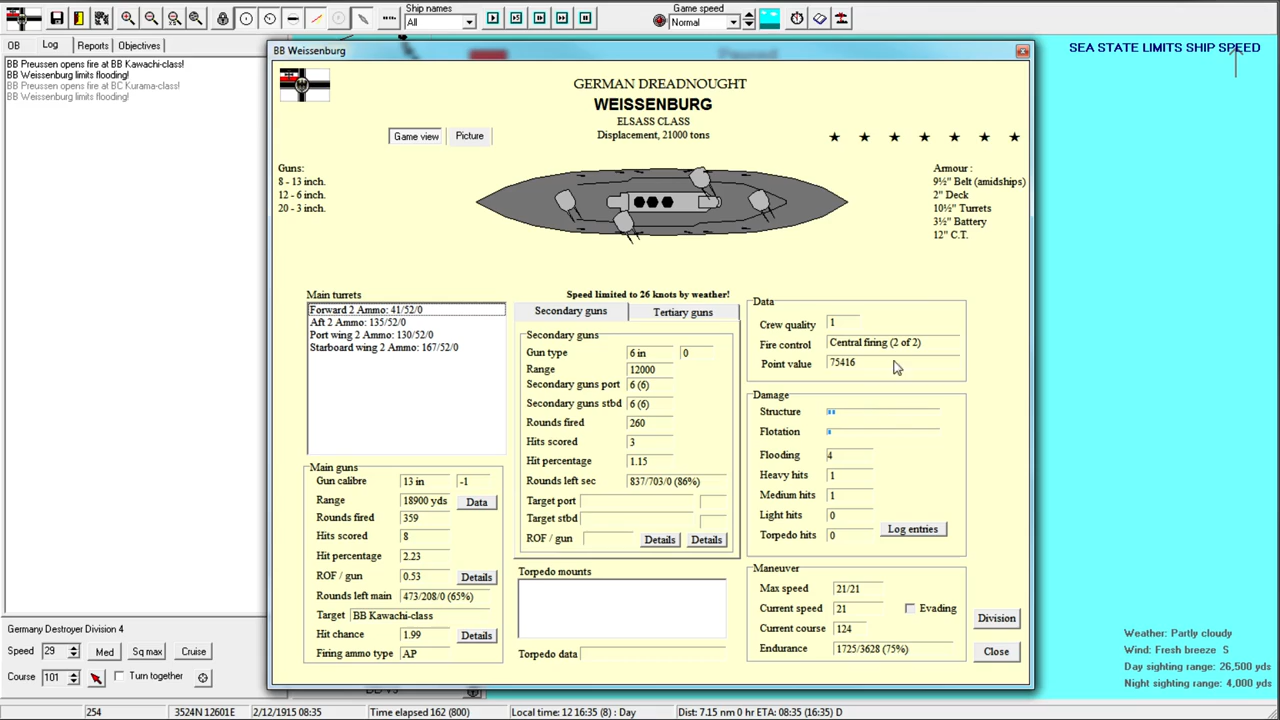 Ship names
All
Game speed
Normal
OB
Log
Reports
Objectives
BB Preussen opens fire at BB Kawachi-class!
BB Weissenburg limits flooding!
BB Preussen opens fire at BC Kurama-class!
BB Weissenburg limits flooding!
Paused
SEA STATE LIMITS SHIP SPEED
BB Weissenburg
GERMAN DREADNOUGHT
WEISSENBURG
ELSASS CLASS
Displacement, 21000 tons
Game view
Picture
Guns:
8 - 13 inch.
12 - 6 inch.
20 - 3 inch.
Armour :
9½" Belt (amidships)
2" Deck
10½" Turrets
3½" Battery
12" C.T.
Speed limited to 26 knots by weather!
Main turrets
Forward 2 Ammo: 41/52/0
Aft 2 Ammo: 135/52/0
Port wing 2 Ammo: 130/52/0
Starboard wing 2 Ammo: 167/52/0
Main guns
Gun calibre 13 in -1
Range 18900 yds Data
Rounds fired 359
Hits scored 8
Hit percentage 2.23
ROF / gun 0.53 Details
Rounds left main 473/208/0 (65%)
Target BB Kawachi-class
Hit chance 1.99 Details
Firing ammo type AP
Secondary guns
Tertiary guns
Secondary guns
Gun type 6 in 0
Range 12000
Secondary guns port 6 (6)
Secondary guns stbd 6 (6)
Rounds fired 260
Hits scored 3
Hit percentage 1.15
Rounds left sec 837/703/0 (86%)
Target port
Target stbd
ROF / gun Details Details
Torpedo mounts
Torpedo data
Data
Crew quality 1
Fire control Central firing (2 of 2)
Point value 75416
Damage
Structure
Flotation
Flooding 4
Heavy hits 1
Medium hits 1
Light hits 0
Torpedo hits 0
Log entries
Maneuver
Max speed 21/21
Current speed 21 Evading
Current course 124
Endurance 1725/3628 (75%)
Division
Close
Germany Destroyer Division 4
Speed 29 Med Sq max Cruise
Course 101 Turn together
Weather: Partly cloudy
Wind: Fresh breeze S
Day sighting range: 26,500 yds
Night sighting range: 4,000 yds
254
3524N 12601E
2/12/1915 08:35
Time elapsed 162 (800)
Local time: 12 16:35 (8) : Day
Dist: 7.15 nm 0 hr ETA: 08:35 (16:35) D